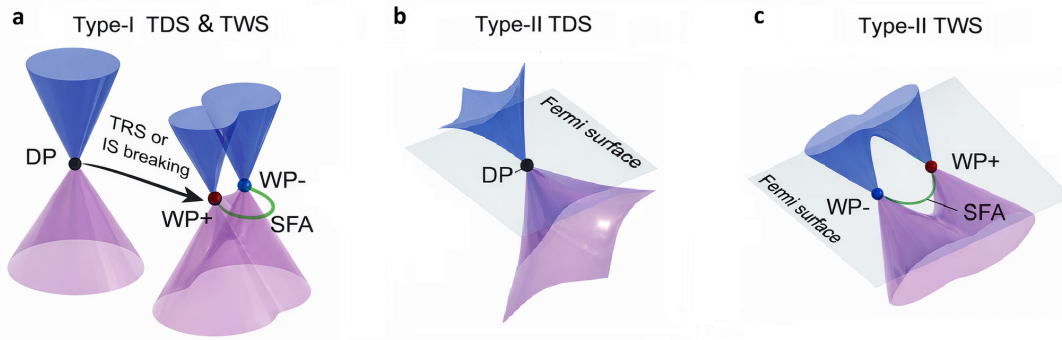 a
Type-I TDS & TWS
DP
TRS or
IS breaking
WP-
WP+
SFA
b
Type-II TDS
Fermi surface
DP
c
Type-II TWS
WP+
WP-
SFA
Fermi surface